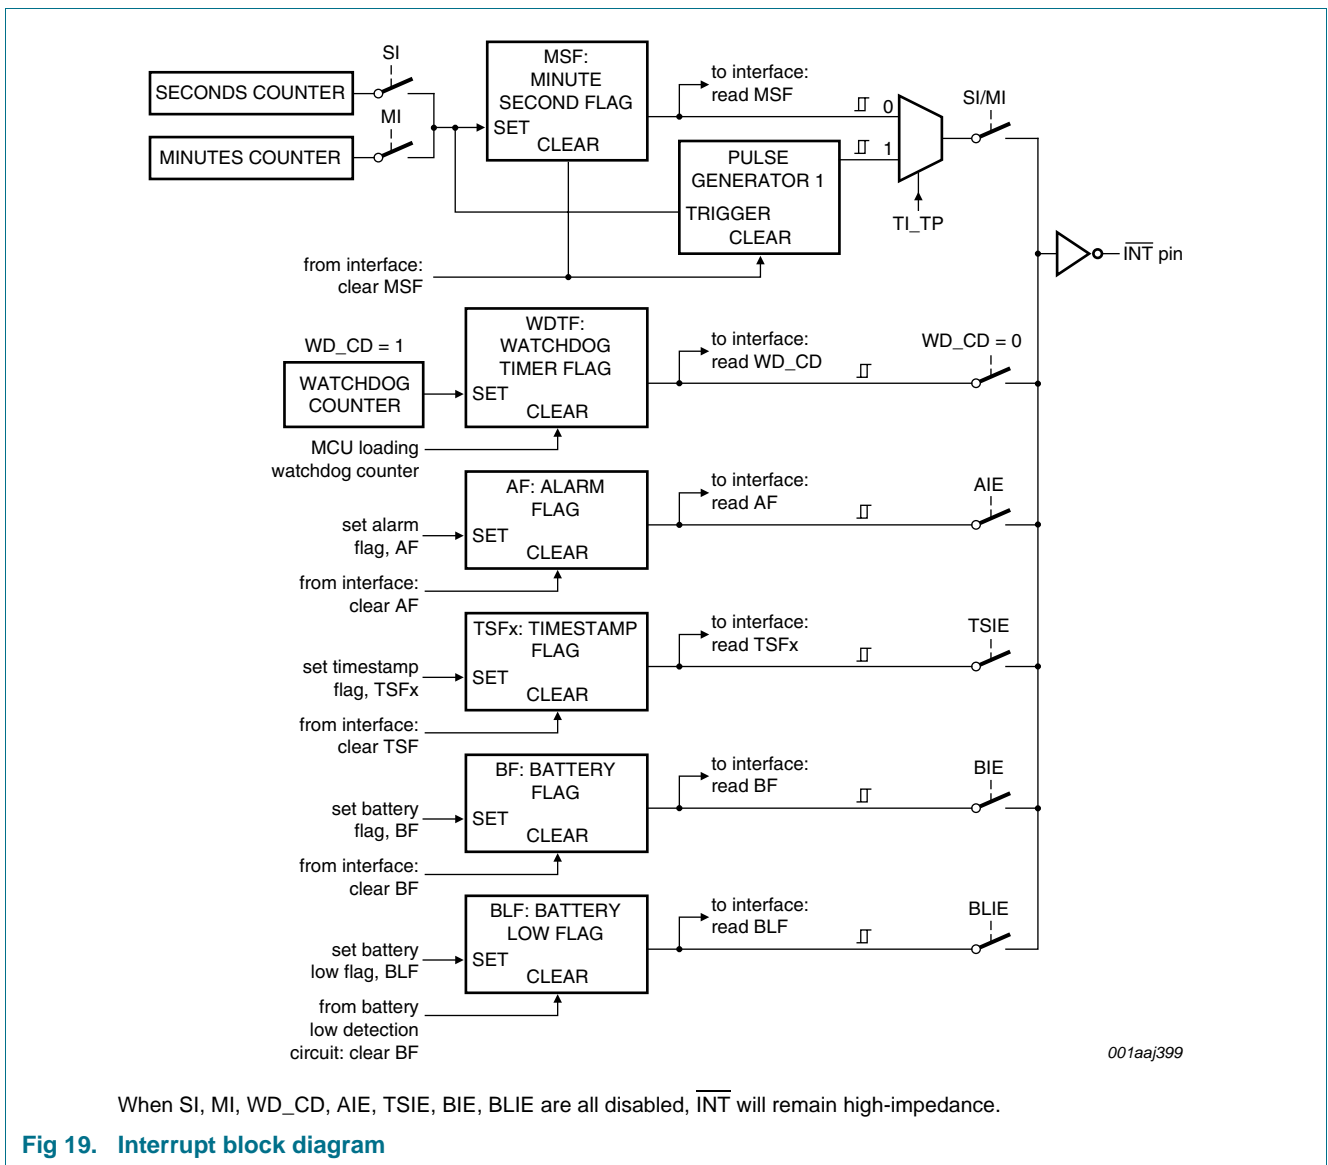 SI
SECONDS COUNTER
MI
MINUTES COUNTER
MSF:
MINUTE
SECOND FLAG
SET
CLEAR
to interface:
read MSF
0
1
SI/MI
PULSE
GENERATOR 1
TRIGGER
CLEAR
TI_TP
from interface:
clear MSF
INT pin
WD_CD = 1
WATCHDOG
COUNTER
WDTF:
WATCHDOG
TIMER FLAG
SET
CLEAR
to interface:
read WD_CD
WD_CD = 0
MCU loading
watchdog counter
AF: ALARM
FLAG
SET
CLEAR
to interface:
read AF
AIE
set alarm
flag, AF
from interface:
clear AF
TSFx: TIMESTAMP
FLAG
SET
CLEAR
to interface:
read TSFx
TSIE
set timestamp
flag, TSFx
from interface:
clear TSF
BF: BATTERY
FLAG
SET
CLEAR
to interface:
read BF
BIE
set battery
flag, BF
from interface:
clear BF
BLF: BATTERY
LOW FLAG
SET
CLEAR
to interface:
read BLF
BLIE
set battery
low flag, BLF
from battery
low detection
circuit: clear BF
001aaj399
When SI, MI, WD_CD, AIE, TSIE, BIE, BLIE are all disabled, INT will remain high-impedance.
Fig 19. Interrupt block diagram